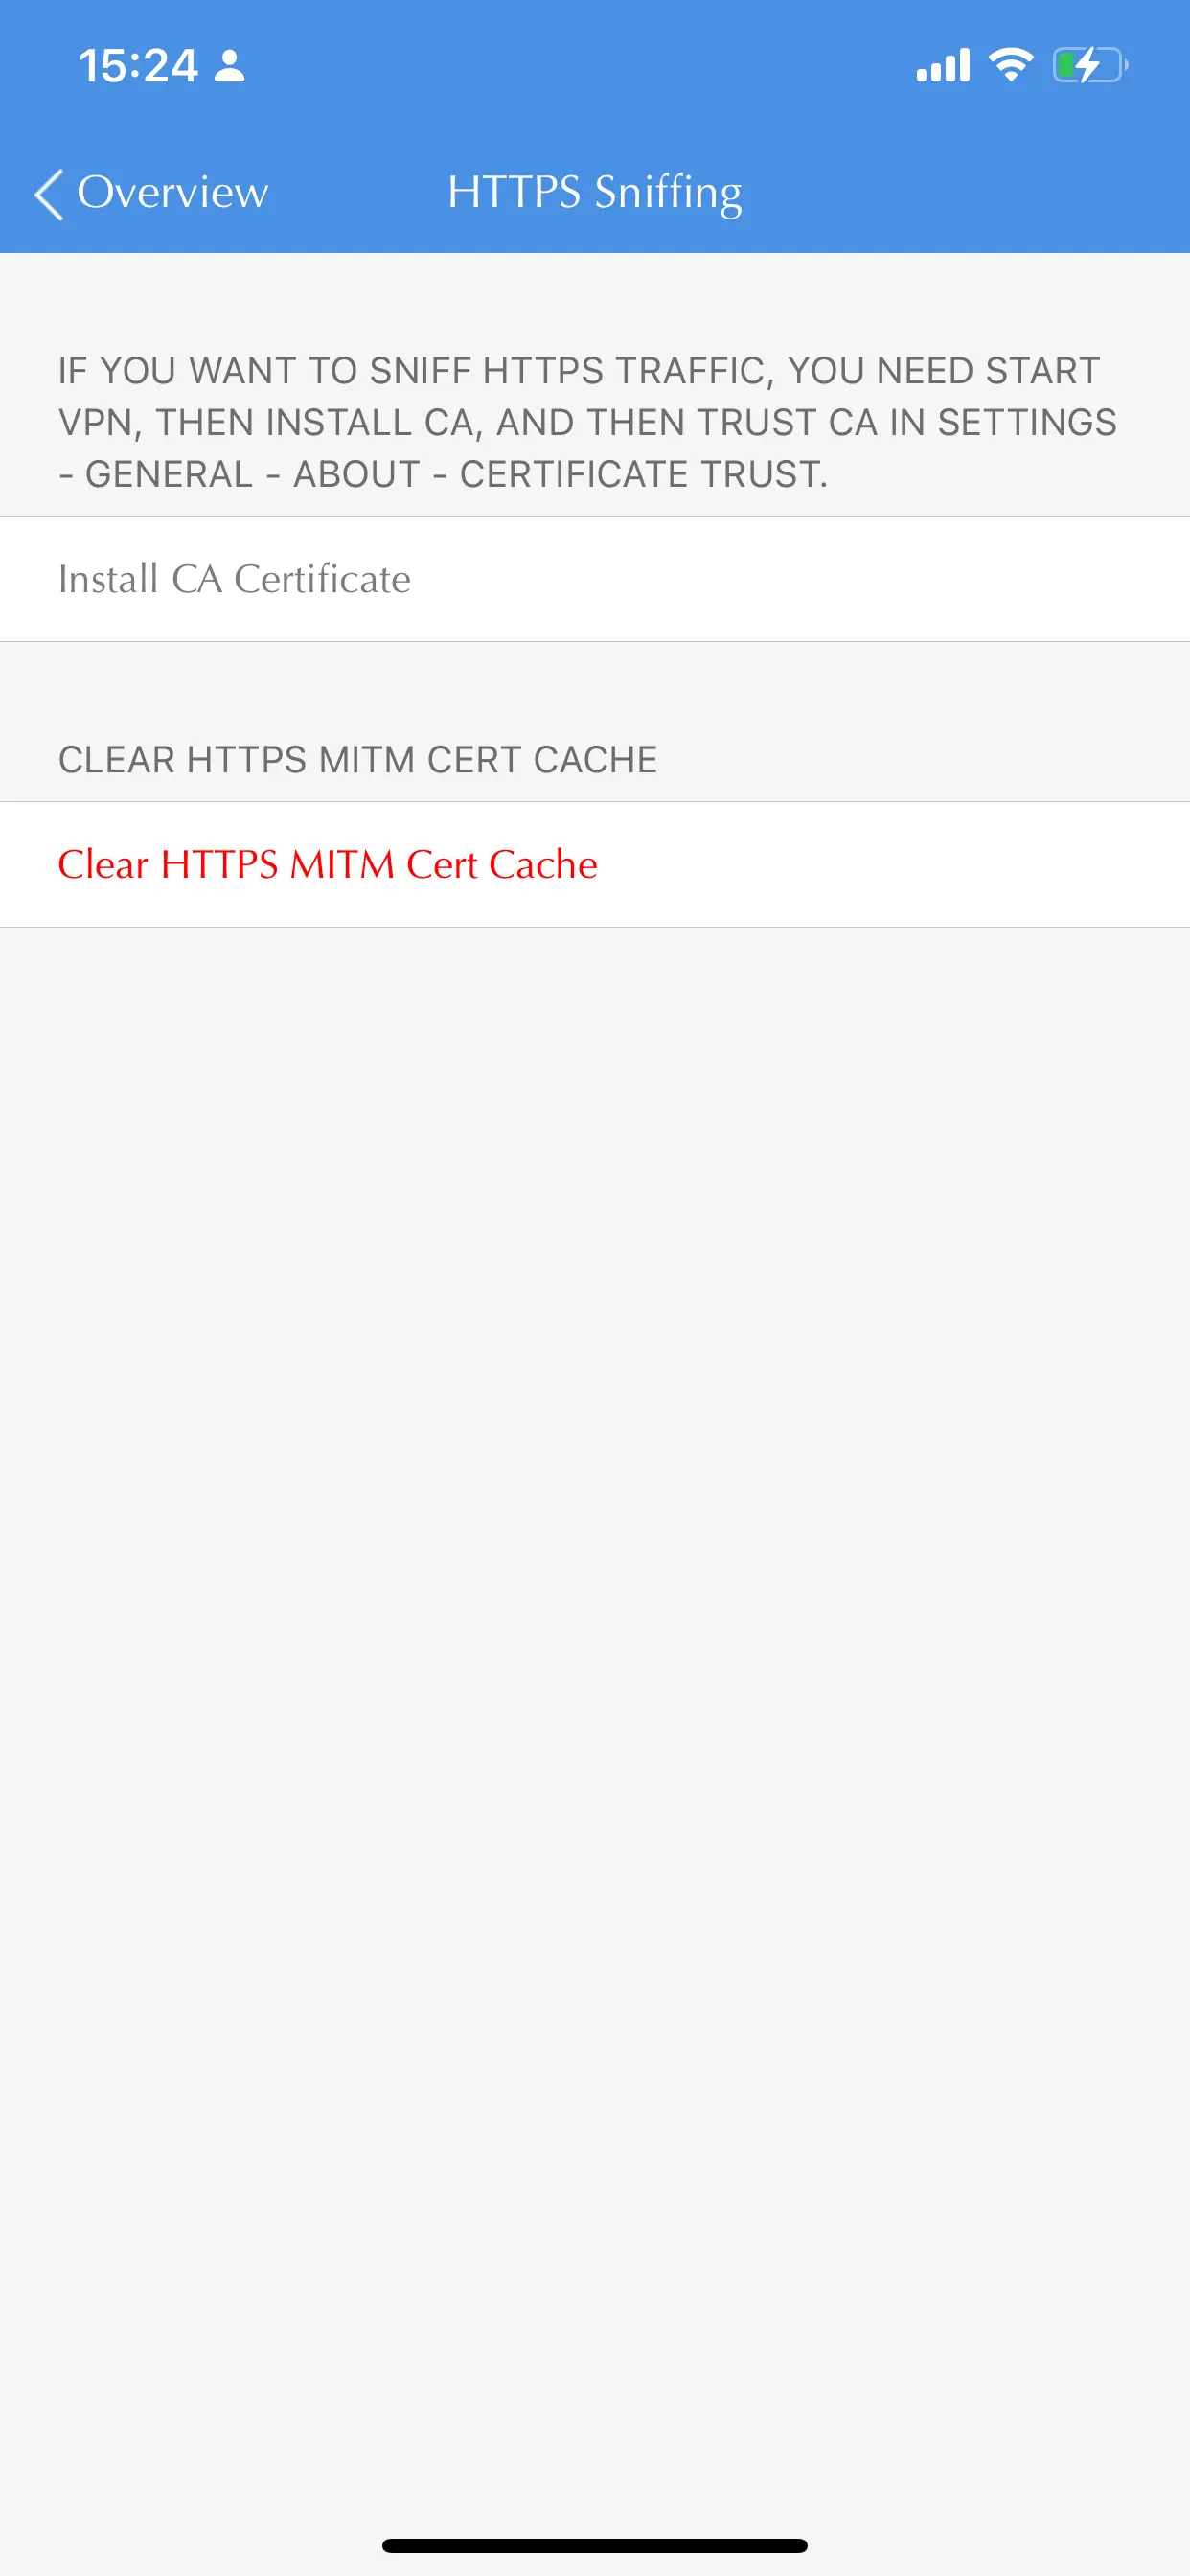 15:24
Overview
HTTPS Sniffing
IF YOU WANT TO SNIFF HTTPS TRAFFIC, YOU NEED START
VPN, THEN INSTALL CA, AND THEN TRUST CA IN SETTINGS
- GENERAL - ABOUT - CERTIFICATE TRUST.
Install CA Certificate
CLEAR HTTPS MITM CERT CACHE
Clear HTTPS MITM Cert Cache